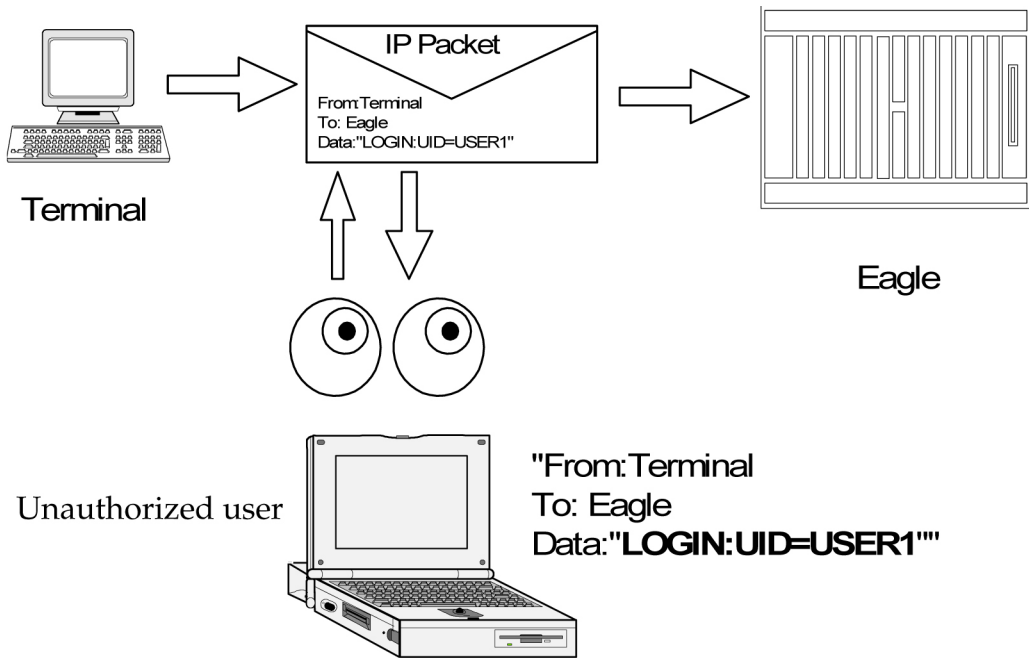 IP Packet
From:Terminal
To: Eagle
Data:"LOGIN:UID=USER1"
Terminal
Eagle
Unauthorized user
"From:Terminal
To: Eagle
Data:"LOGIN:UID=USER1""